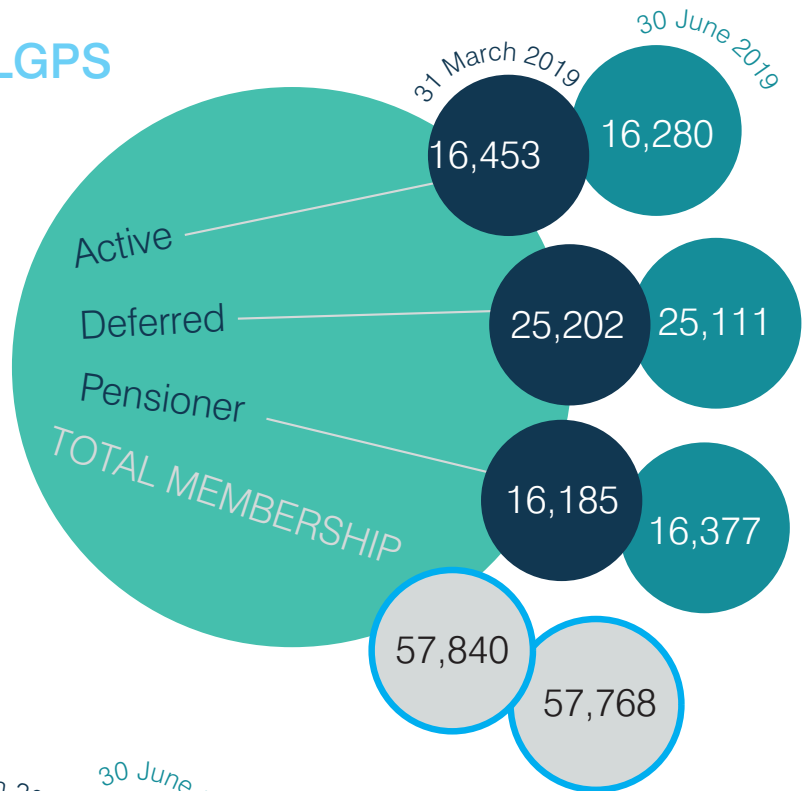 LGPS
31 March 2019
30 June 2019
Active
16,453
16,280
Deferred
25,202
25,111
Pensioner
16,185
16,377
TOTAL MEMBERSHIP
57,840
57,768
30 June